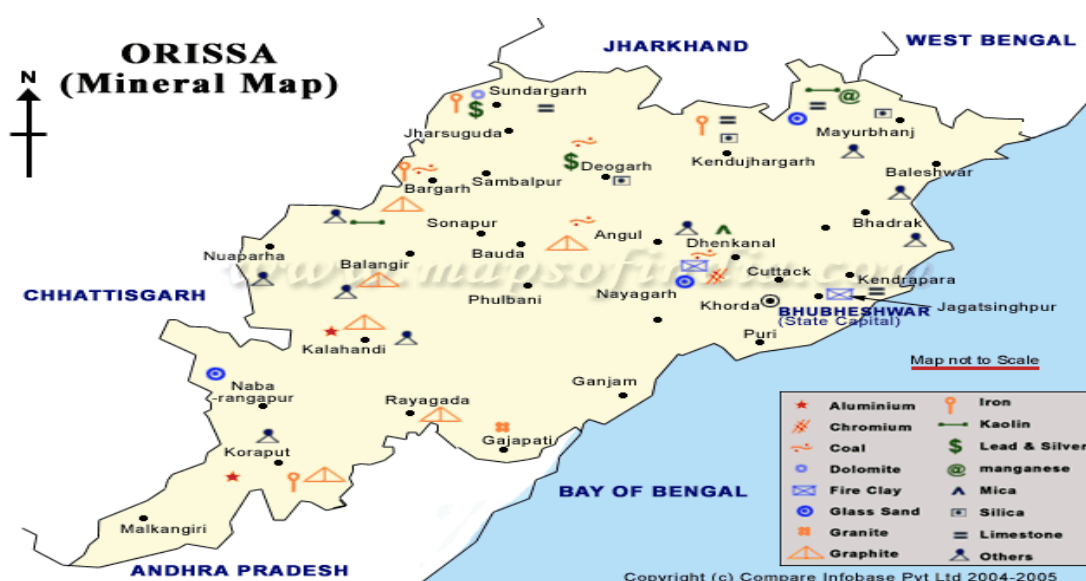 ORISSA
(Mineral Map)
N
JHARKHAND
WEST BENGAL
Sundargarh
Jharsuguda
Mayurbhanj
Kendujhargarh
Deogarh
Baleshwar
Bargarh
Sambalpur
Bhadrak
Sonapur
Angul
Dhenkanal
Nuaparha
Bauda
Balangir
www.mapsofindia.com
Cuttack
Kendrapara
CHHATTISGARH
Phulbani
Nayagarh
Khorda
Jagatsinghpur
BHUBHESHWAR
(State Capital)
Puri
Kalahandi
Map not to Scale
Naba
-rangapur
Ganjam
Rayagada
Gajapati
Koraput
BAY OF BENGAL
Malkangiri
ANDHRA PRADESH
Aluminium
Chromium
Coal
Dolomite
Fire Clay
Glass Sand
Granite
Graphite
Iron
Kaolin
Lead & Silver
manganese
Mica
Silica
Limestone
Others
Copyright (c) Compare Infobase Pvt Ltd 2004-2005